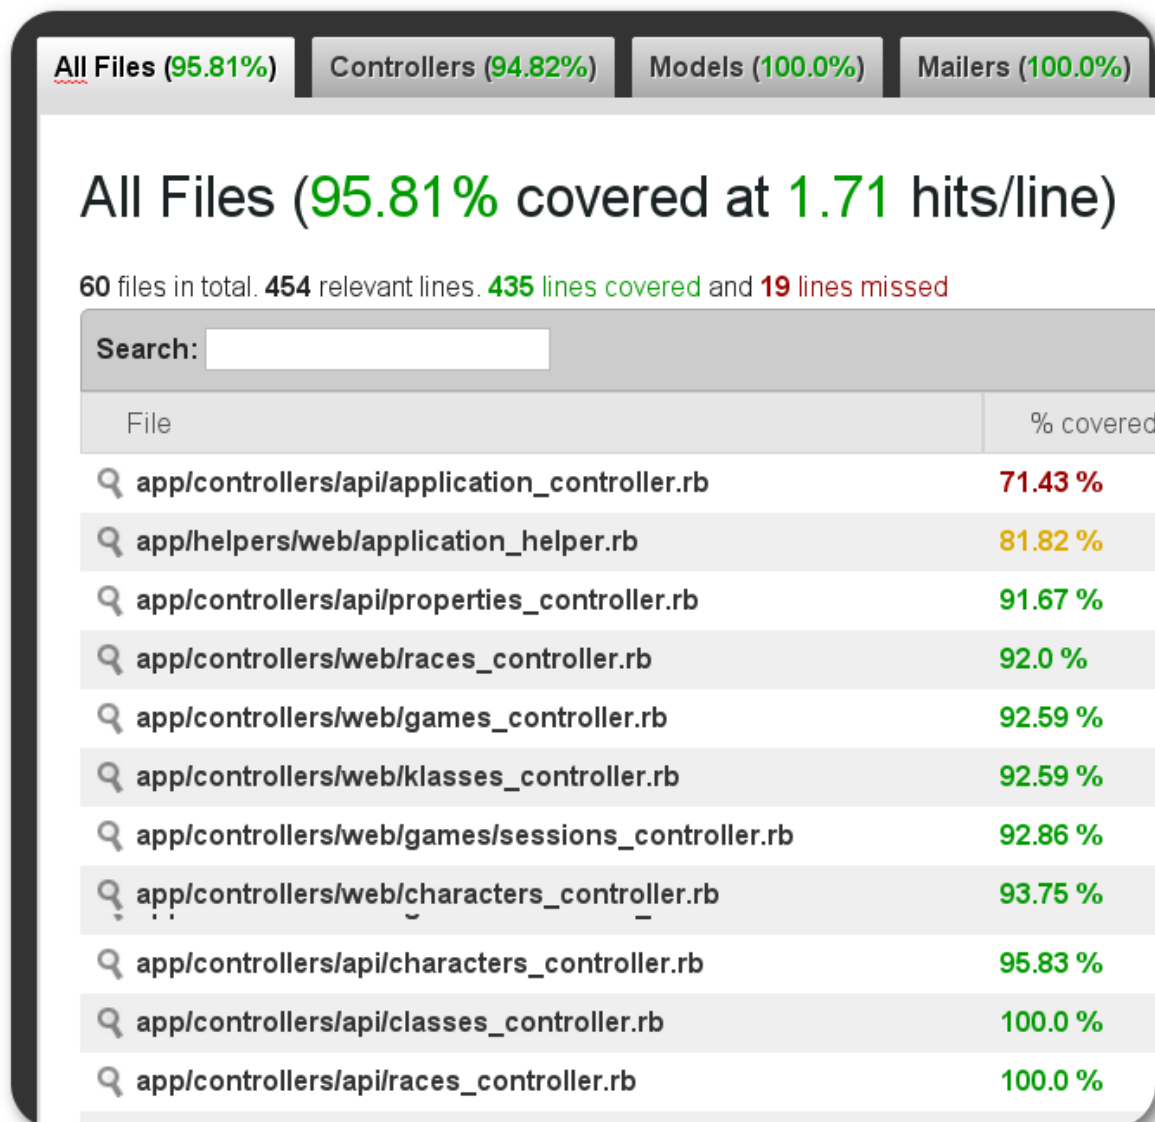 All Files (95.81%) Controllers (94.82%) Models (100.0%) Mailers (100.0%)
All Files (95.81% covered at 1.71 hits/line)
60 files in total. 454 relevant lines. 435 lines covered and 19 lines missed
Search:
File % covered
app/controllers/api/application_controller.rb 71.43 %
app/helpers/web/application_helper.rb 81.82 %
app/controllers/api/properties_controller.rb 91.67 %
app/controllers/web/races_controller.rb 92.0 %
app/controllers/web/games_controller.rb 92.59 %
app/controllers/web/klasses_controller.rb 92.59 %
app/controllers/web/games/sessions_controller.rb 92.86 %
app/controllers/web/characters_controller.rb 93.75 %
app/controllers/api/characters_controller.rb 95.83 %
app/controllers/api/classes_controller.rb 100.0 %
app/controllers/api/races_controller.rb 100.0 %